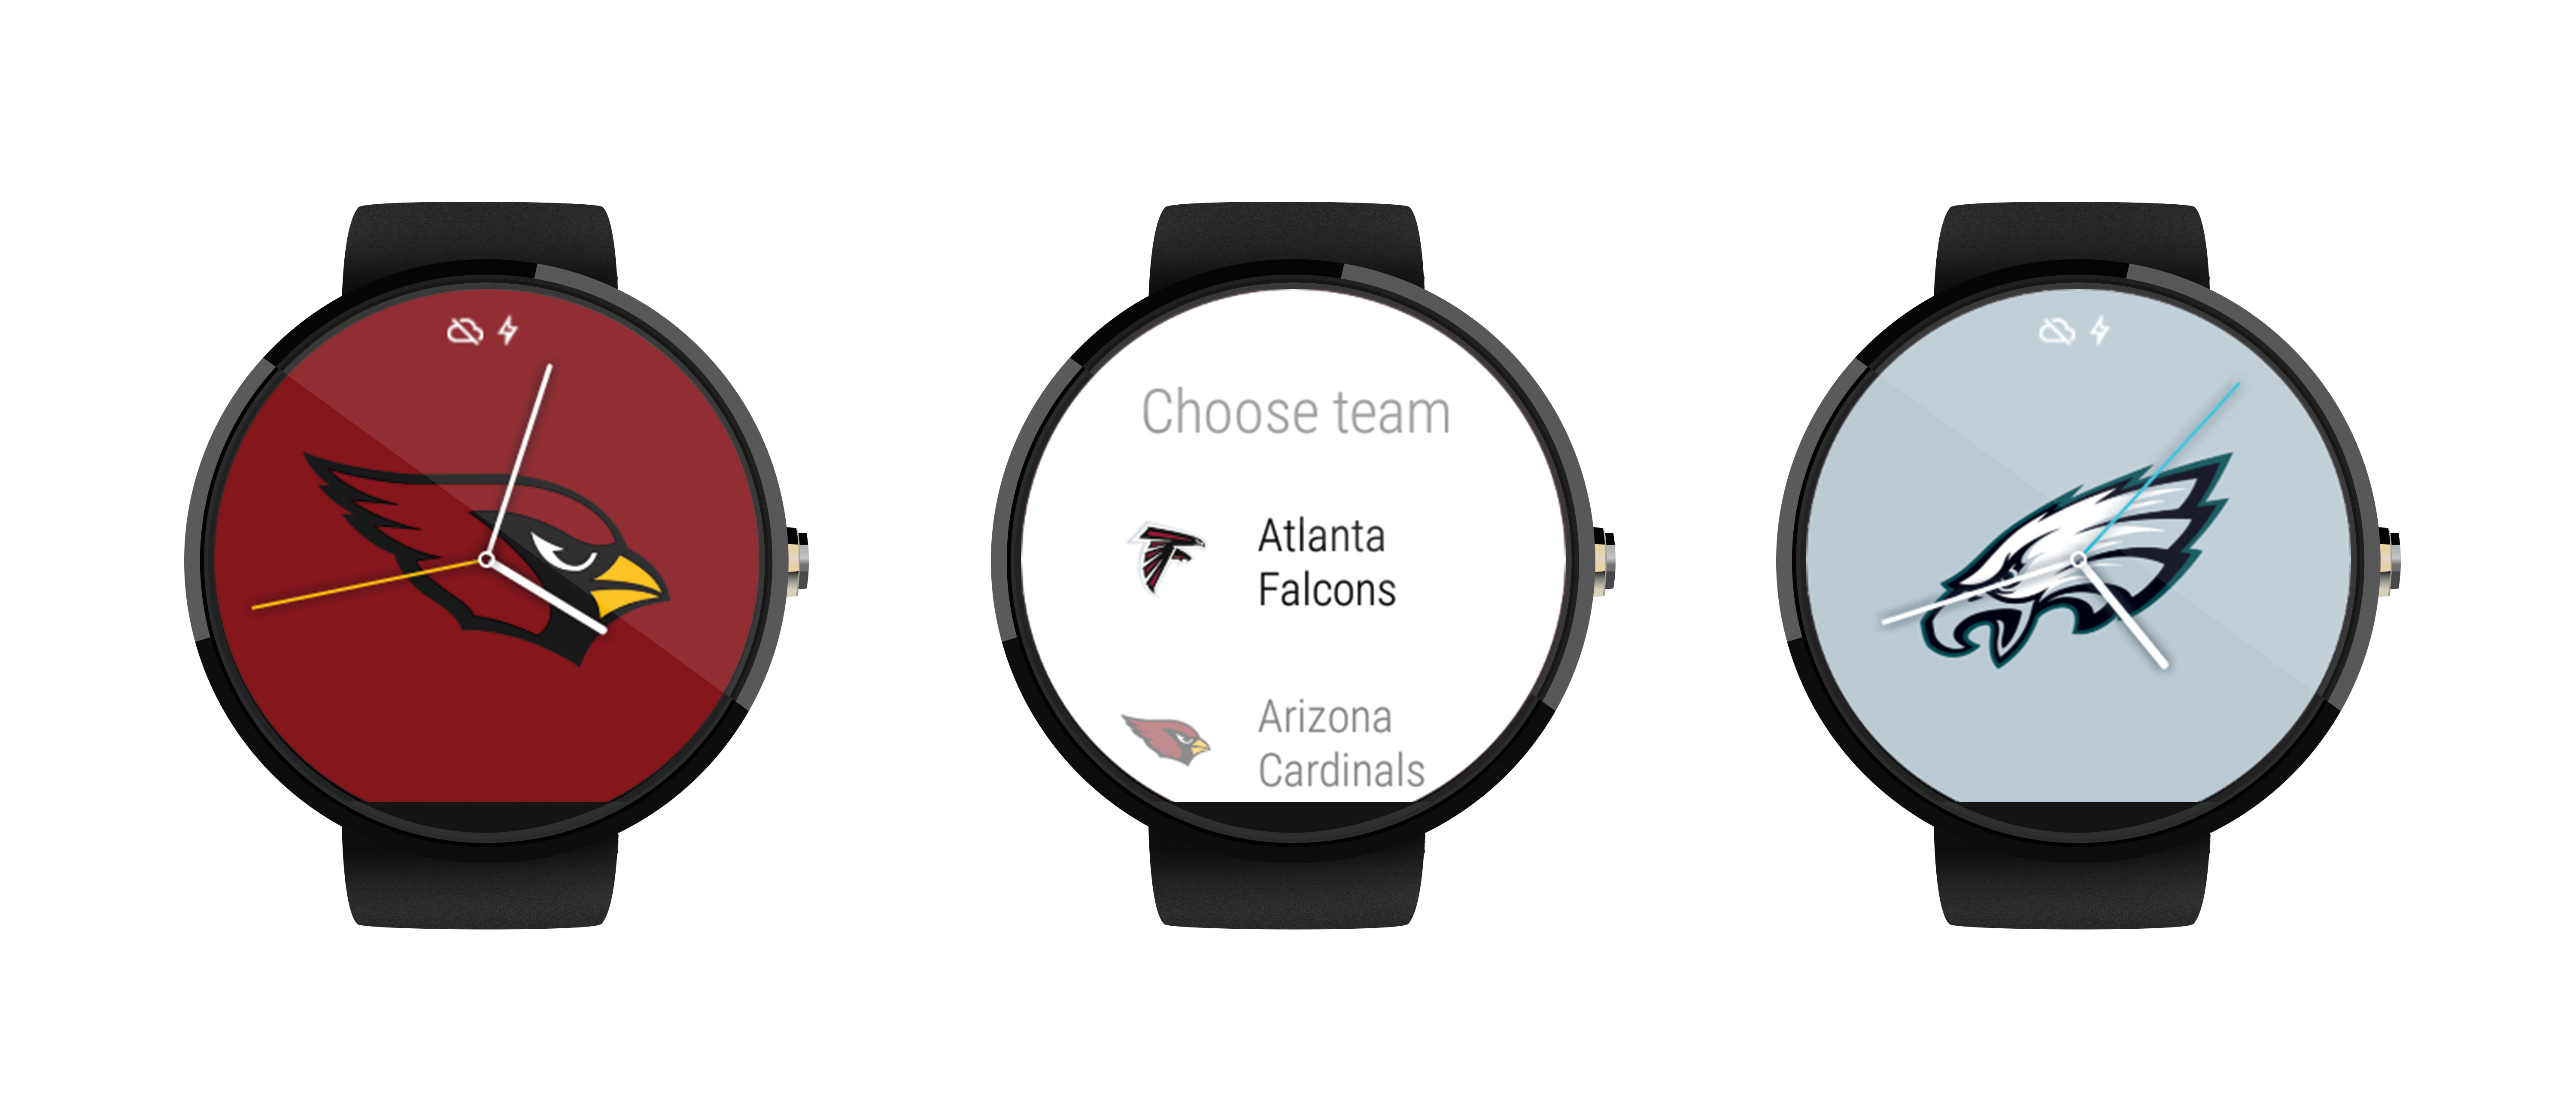 Choose team
Atlanta
Falcons
Arizona
Cardinals